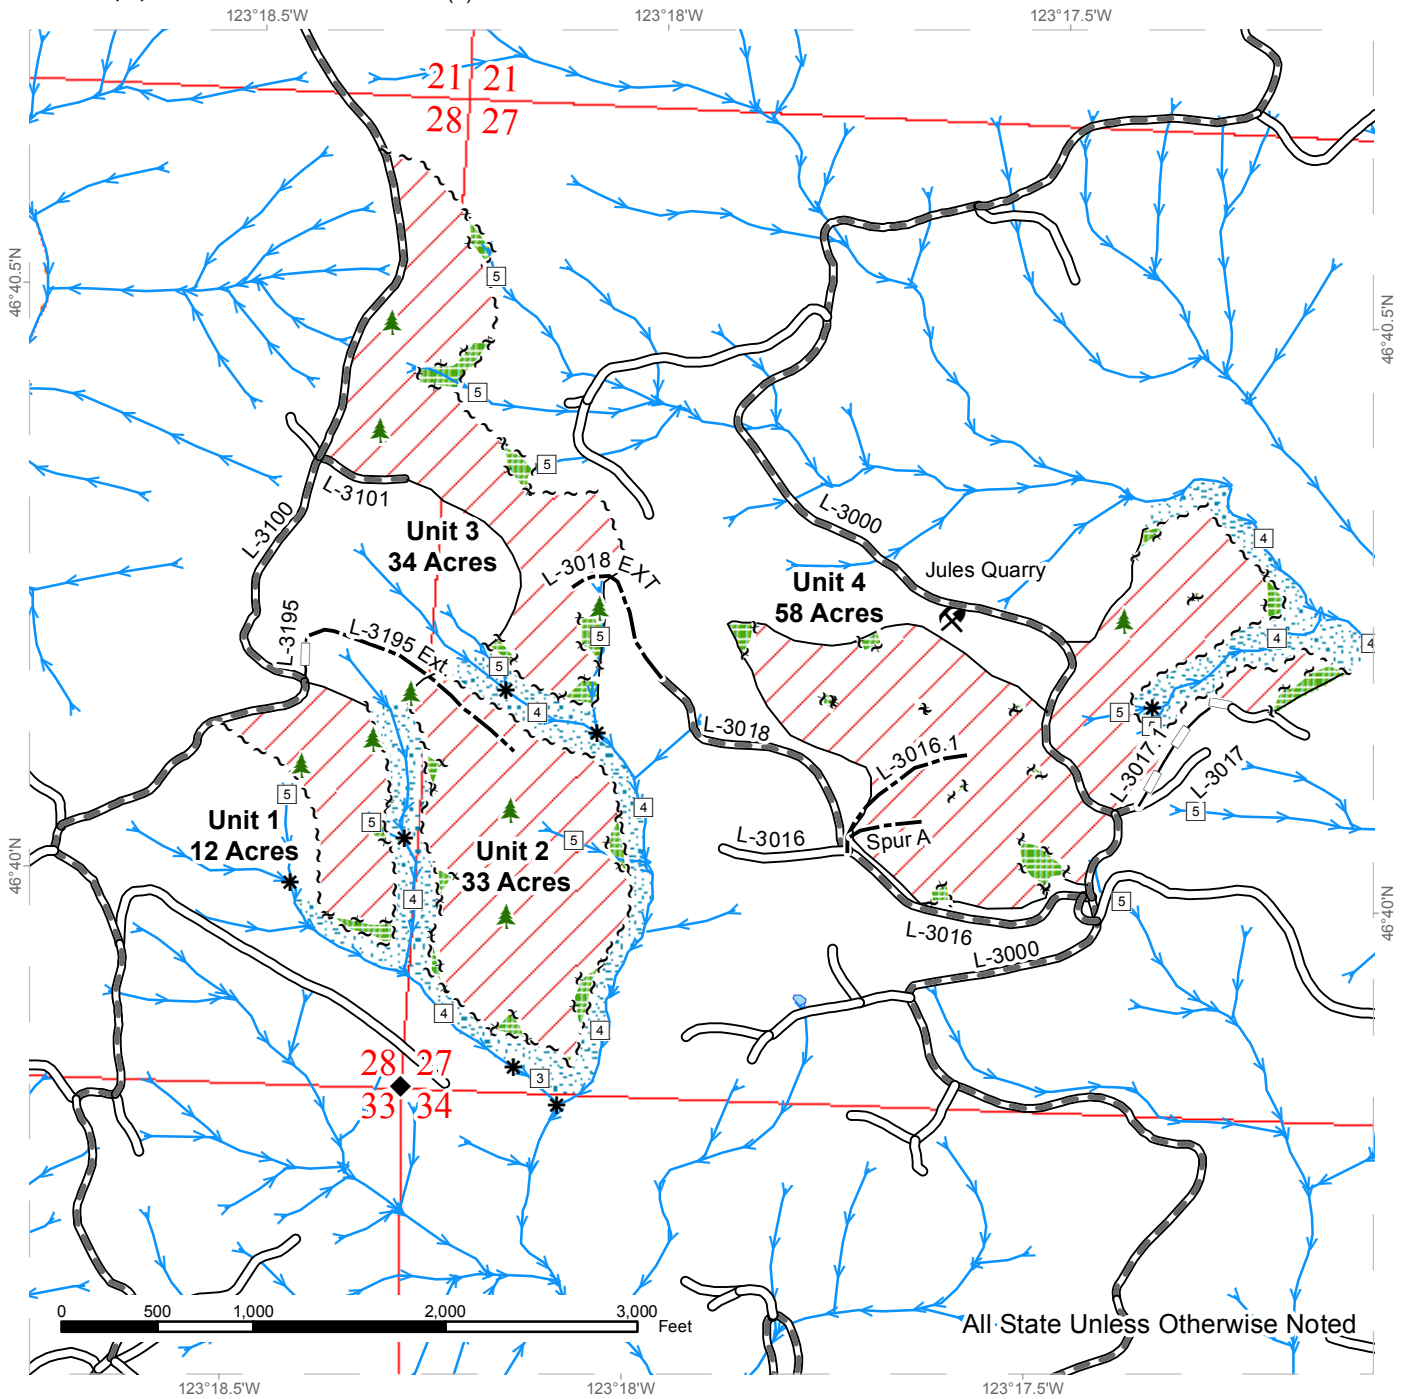 123°18.5'W
123°18'W
123°17.5'W
21 21
28 27
46°40.5'N
46°40.5'N
5
5
5
L-3101
L-3100
Unit 3
34 Acres
L-3018 EXT
L-3000
Jules Quarry
4
Unit 4
58 Acres
L-3195
L-3195 Ext
5
5
4
4
4
5
5
L-3018
L-3016.1
L-3017.1
L-3017
5
4
5
5
Unit 1
12 Acres
5
L-3016
Spur A
Unit 2
33 Acres
46°40'N
46°40'N
4
5
L-3016
L-3000
4
4
28 27
3
33 34
0 500 1,000 2,000 3,000
Feet
All State Unless Otherwise Noted
123°18.5'W
123°18'W
123°17.5'W